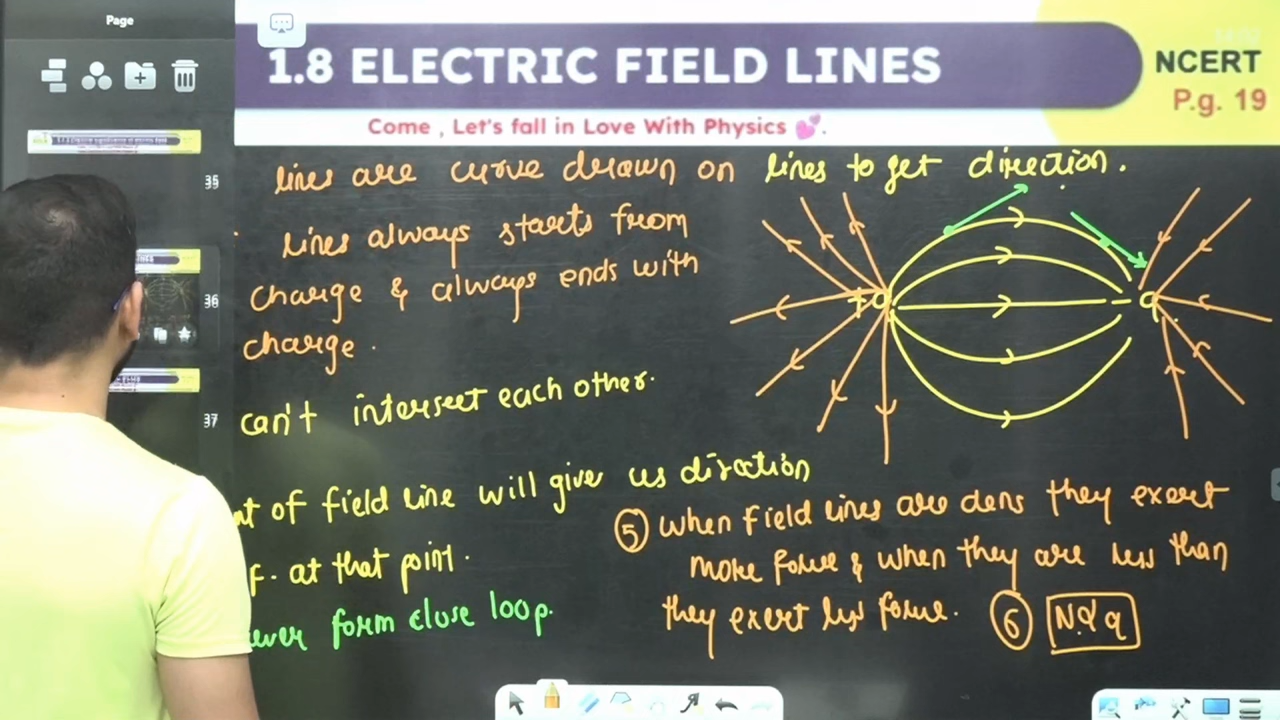 Page
1.8 ELECTRIC FIELD LINES
NCERT
P.g. 19
Come , Let's fall in Love With Physics 💕.
35
36
37
lines are curve drawn on lines to get direction.
lines always starts from
charge & always ends with
charge.
can't intersect each other.
+q
-q
nt of field line will give us direction
F. at that point.
ever form close loop.
⑤ when field lines are dens they exert
more force & when they are less than
they exert less force.
⑥ N α q